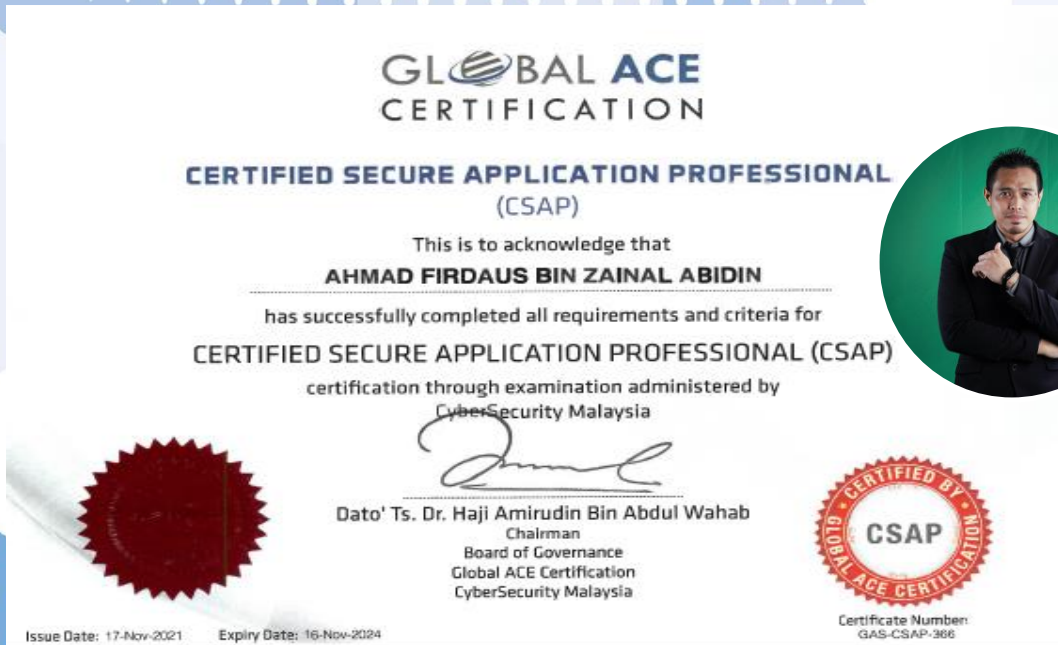 GLOBAL ACE
CERTIFICATION
CERTIFIED SECURE APPLICATION PROFESSIONAL
(CSAP)
This is to acknowledge that
AHMAD FIRDAUS BIN ZAINAL ABIDIN
has successfully completed all requirements and criteria for
CERTIFIED SECURE APPLICATION PROFESSIONAL (CSAP)
certification through examination administered by
CyberSecurity Malaysia
Dato' Ts. Dr. Haji Amirudin Bin Abdul Wahab
Chairman
Board of Governance
Global ACE Certification
CyberSecurity Malaysia
CERTIFIED BY
CSAP
GLOBAL ACE CERTIFICATION
Certificate Number:
GAS-CSAP-366
Issue Date: 17-Nov-2021 Expiry Date: 16-Nov-2024